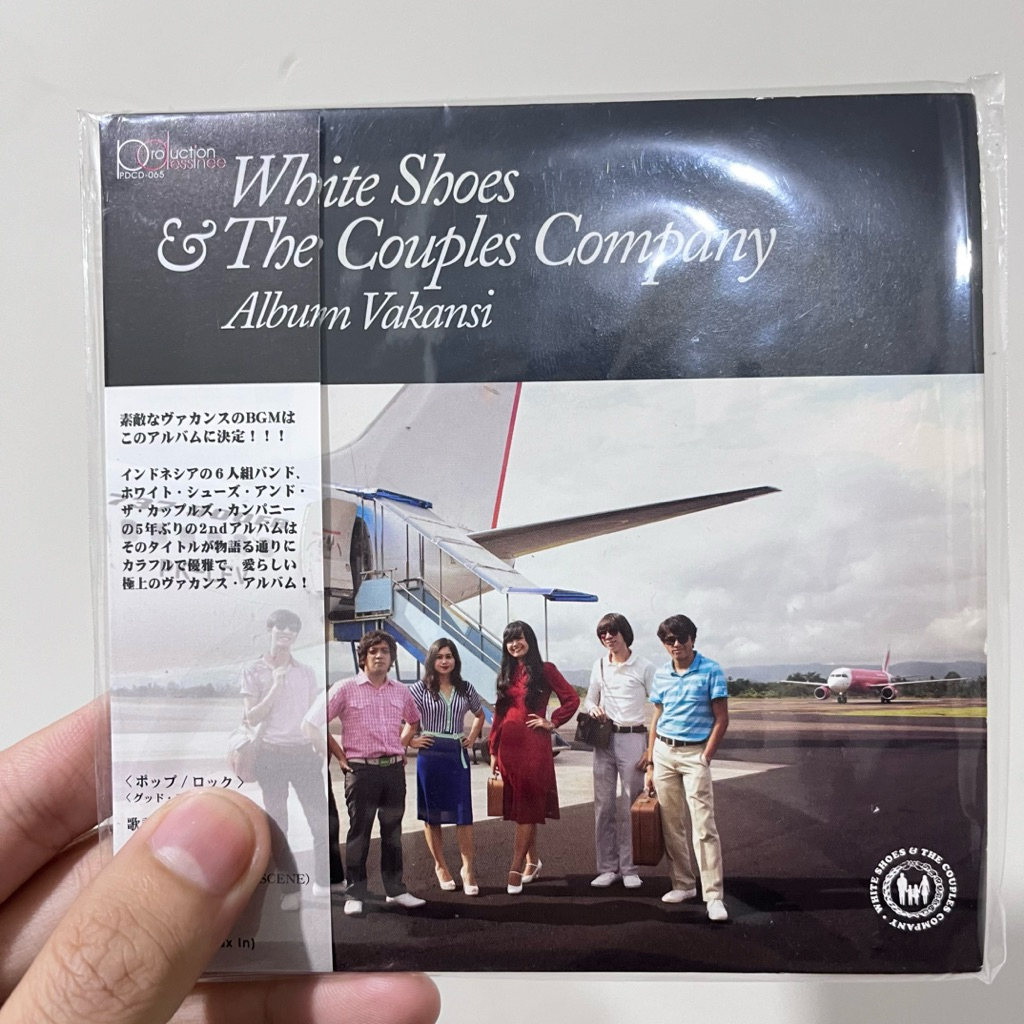 production
dessinee
PDCD-065
White Shoes
& The Couples Company
Album Vakansi
素敵なヴァカンスのBGMは
このアルバムに決定！！！
インドネシアの６人組バンド、
ホワイト・シューズ・アンド・
ザ・カップルズ・カンパニー
の5年ぶりの2ndアルバムは
そのタイトルが物語る通りに
カラフルで優雅で、愛らしい
極上のヴァカンス・アルバム！
〈ポップ/ロック〉
〈グッド・
歌
SCENE)
In)
WHITE SHOES & THE COUPLES COMPANY